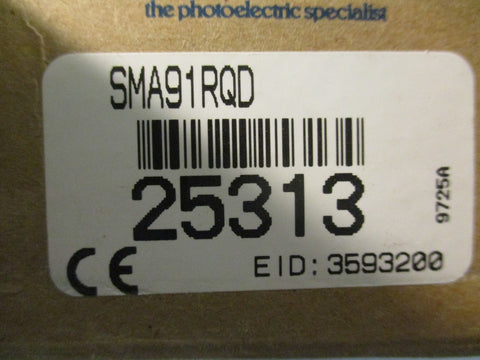 the photoelectric specialist
SMA91RQD
25313
9725A
CE
EID: 3593200